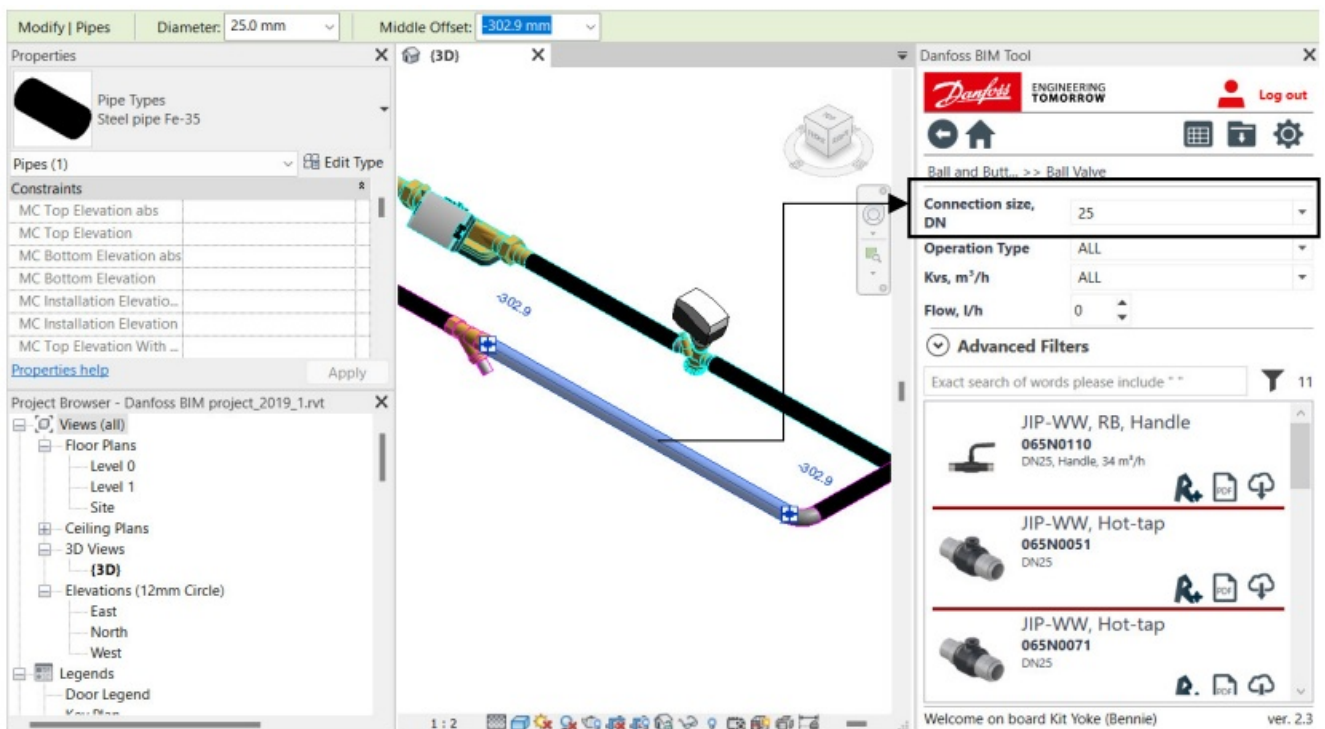 Modify | Pipes Diameter: 25.0 mm Middle Offset: -302.9 mm
Properties
Pipe Types
Steel pipe Fe-35
Pipes (1) Edit Type
Constraints
MC Top Elevation abs
MC Top Elevation
MC Bottom Elevation abs
MC Bottom Elevation
MC Installation Elevatio...
MC Installation Elevation
MC Top Elevation With ...
Properties help Apply
Project Browser - Danfoss BIM project_2019_1.rvt
Views (all)
Floor Plans
Level 0
Level 1
Site
Ceiling Plans
3D Views
{3D}
Elevations (12mm Circle)
East
North
West
Legends
Door Legend
Key Plan
{3D}
-302.9
-302.9
1 : 2
Danfoss BIM Tool
Danfoss ENGINEERING
TOMORROW
Log out
Ball and Butt... >> Ball Valve
Connection size,
DN 25
Operation Type ALL
Kvs, m³/h ALL
Flow, l/h 0
Advanced Filters
Exact search of words please include " " 11
JIP-WW, RB, Handle
065N0110
DN25, Handle, 34 m³/h
PDF
JIP-WW, Hot-tap
065N0051
DN25
PDF
JIP-WW, Hot-tap
065N0071
DN25
Welcome on board Kit Yoke (Bennie) ver. 2.3